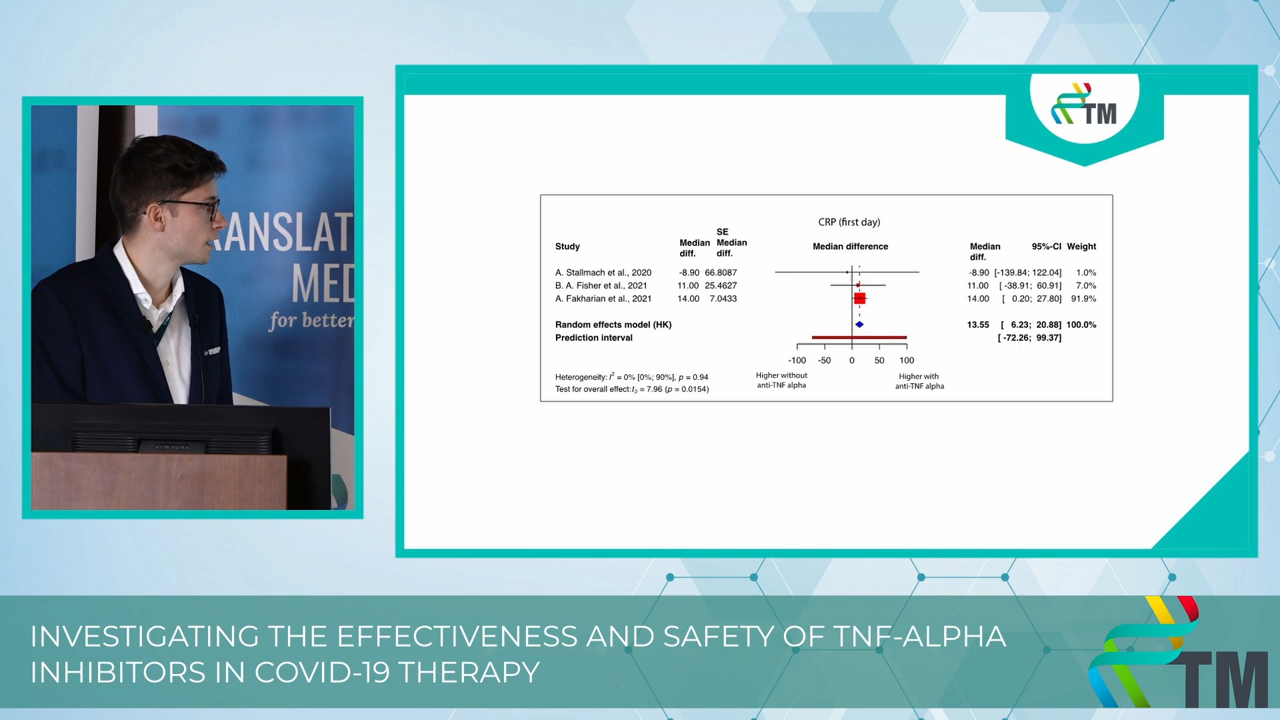 TM
ANSLAT
MED
for better
CRP (first day)
Study
Median diff.
SE Median diff.
Median difference
Median diff.
95%-CI
Weight
A. Stallmach et al., 2020 -8.90 66.8087 -8.90 [-139.84; 122.04] 1.0%
B. A. Fisher et al., 2021 11.00 25.4627 11.00 [-38.91; 60.91] 7.0%
A. Fakharian et al., 2021 14.00 7.0433 14.00 [ 0.20; 27.80] 91.9%
Random effects model (HK) 13.55 [ 6.23; 20.88] 100.0%
Prediction interval [ -72.26; 99.37]
-100 -50 0 50 100
Heterogeneity: I² = 0% [0%; 90%], p = 0.94
Test for overall effect: t₂ = 7.96 (p = 0.0154)
Higher without
anti-TNF alpha
Higher with
anti-TNF alpha
INVESTIGATING THE EFFECTIVENESS AND SAFETY OF TNF-ALPHA
INHIBITORS IN COVID-19 THERAPY
TM